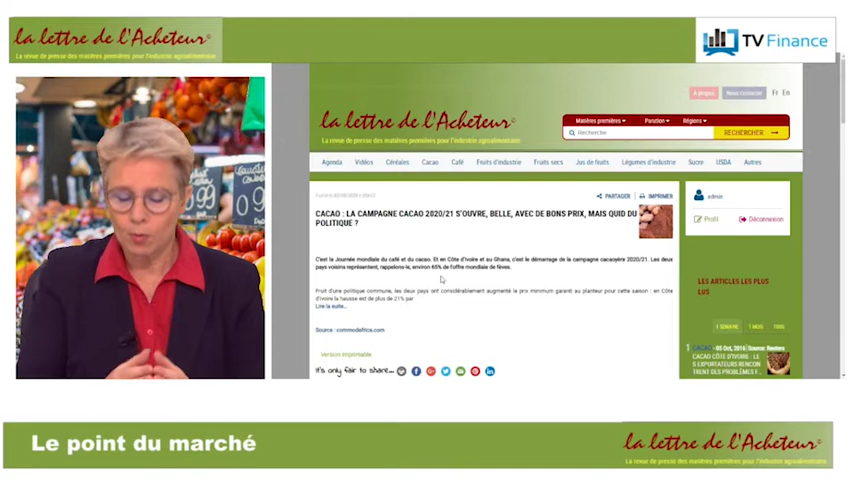 la lettre de l'Acheteur©
La revue de presse des matières premières pour l'industrie agroalimentaire
TV Finance
0.99
A propos
Nous contacter
Fr En
la lettre de l'Acheteur©
La revue de presse des matières premières pour l'industrie agroalimentaire
Matières premières Parution Régions
Recherche
RECHERCHER
Agenda Vidéos Céréales Cacao Café Fruits d'industrie Fruits secs Jus de fruits Légumes d'industrie Sucre USDA Autres
PARTAGER IMPRIMER
CACAO : LA CAMPAGNE CACAO 2020/21 S'OUVRE, BELLE, AVEC DE BONS PRIX, MAIS QUID DU
POLITIQUE ?
C'est la Journée mondiale du café et du cacao. Et en Côte d'Ivoire et au Ghana, c'est le démarrage de la campagne cacaoyère 2020/21. Les deux
pays voisins représentent, rappelons-le, environ 65% de l'offre mondiale de fèves.
Fruit d'une politique commune, les deux pays ont considérablement augmenté le prix minimum garanti au planteur pour cette saison : en Côte
d'Ivoire la hausse est de plus de 21% par
Lire la suite...
Source : commodafrica.com
Version imprimable
It's only fair to share...
admin
Profil
Déconnexion
LES ARTICLES LES PLUS
LUS
1 SEMAINE 1 MOIS TOUS
1 CACAO - 05 Oct, 2016 | Source: Reuters
CACAO CÔTE D'IVOIRE : LE
S EXPORTATEURS RENCON
TRENT DES PROBLÈMES F...
Le point du marché
la lettre de l'Acheteur©
La revue de presse des matières premières pour l'industrie agroalimentaire